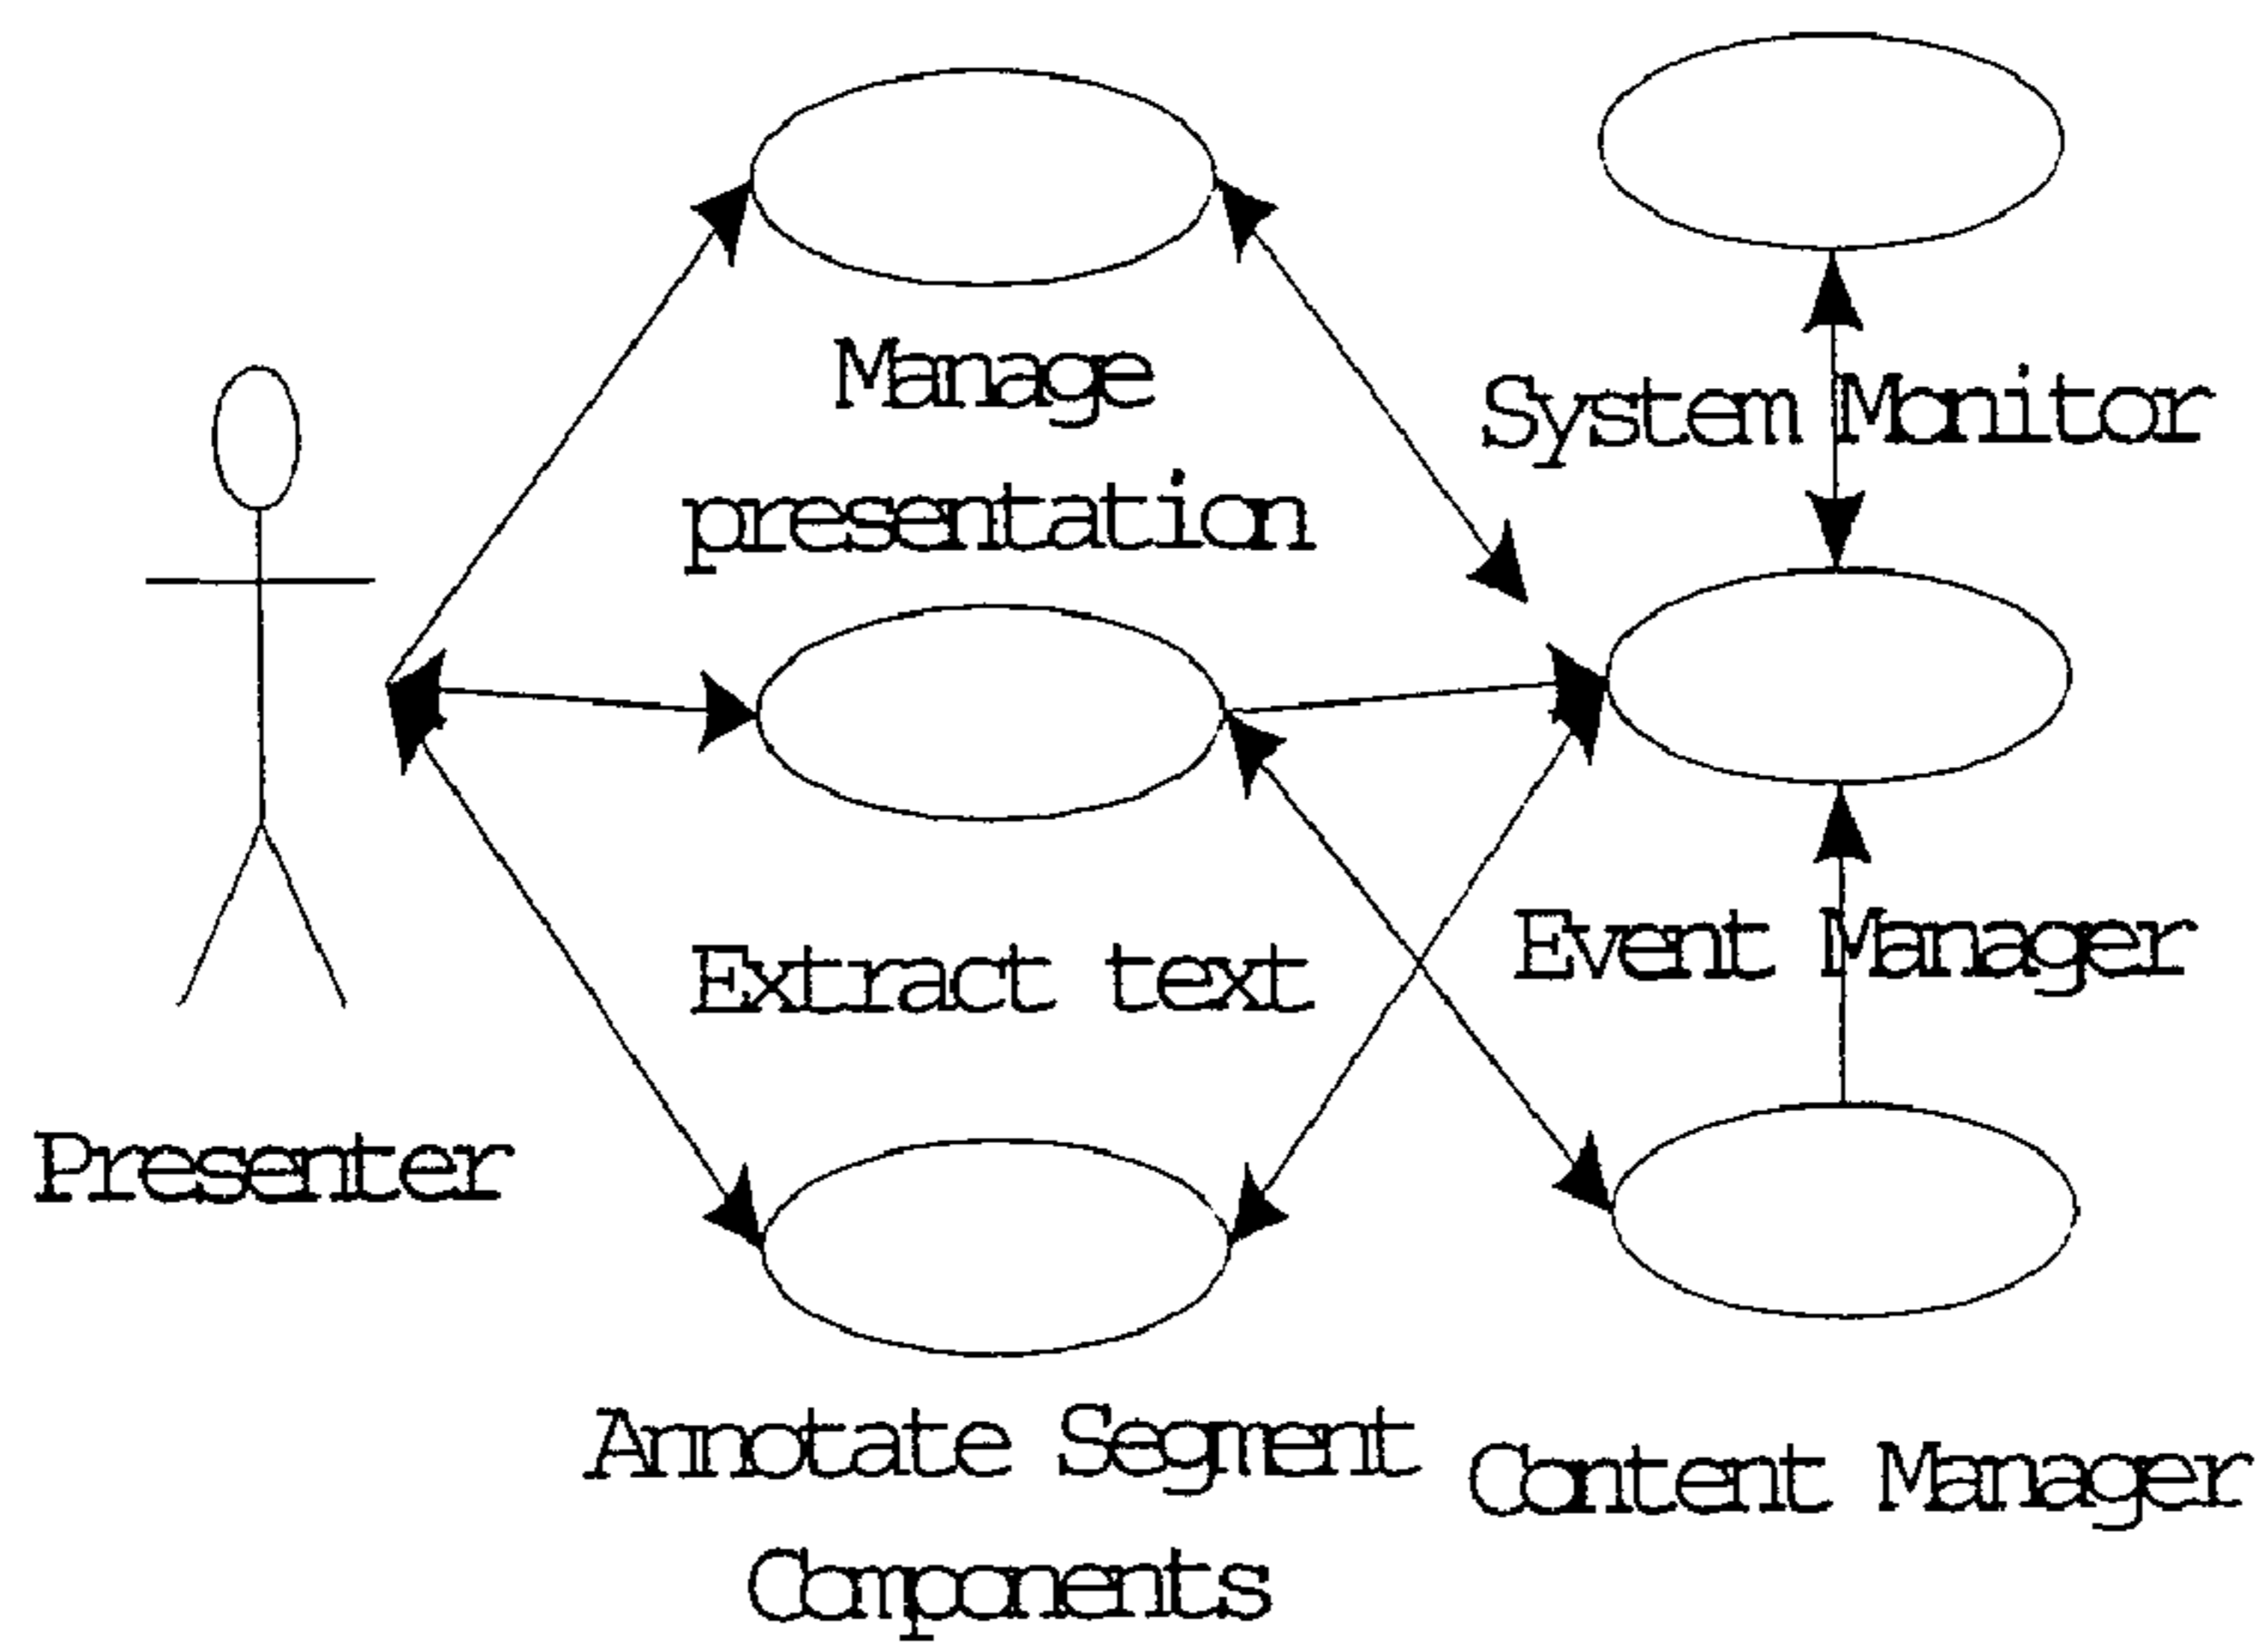 Manage
presentation
System Monitor
Extract text
Event Manager
Presenter
Annotate Segment
Components
Content Manager